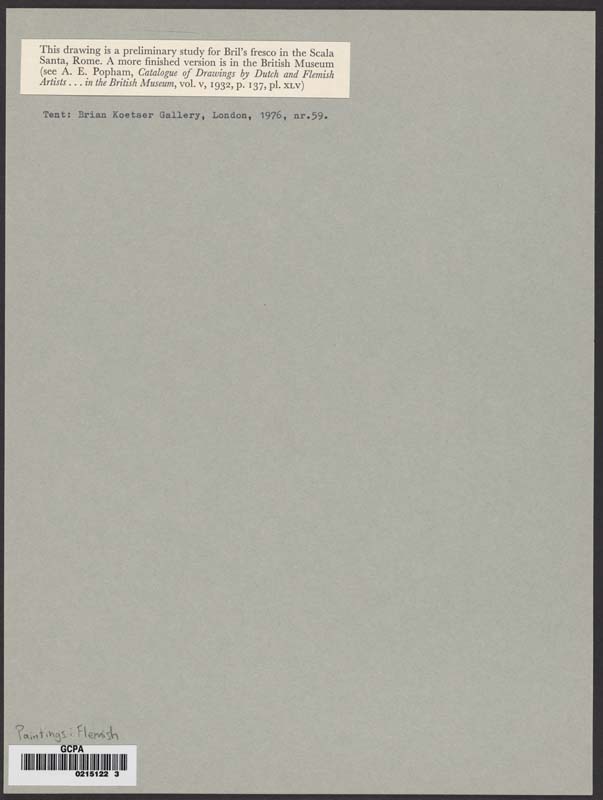 This drawing is a preliminary study for Bril's fresco in the Scala
Santa, Rome. A more finished version is in the British Museum
(see A. E. Popham, Catalogue of Drawings by Dutch and Flemish
Artists . . . in the British Museum, vol. v, 1932, p. 137, pl. XLV)
Tent: Brian Koetser Gallery, London, 1976, nr.59.
Paintings: Flemish
GCPA
0215122 3